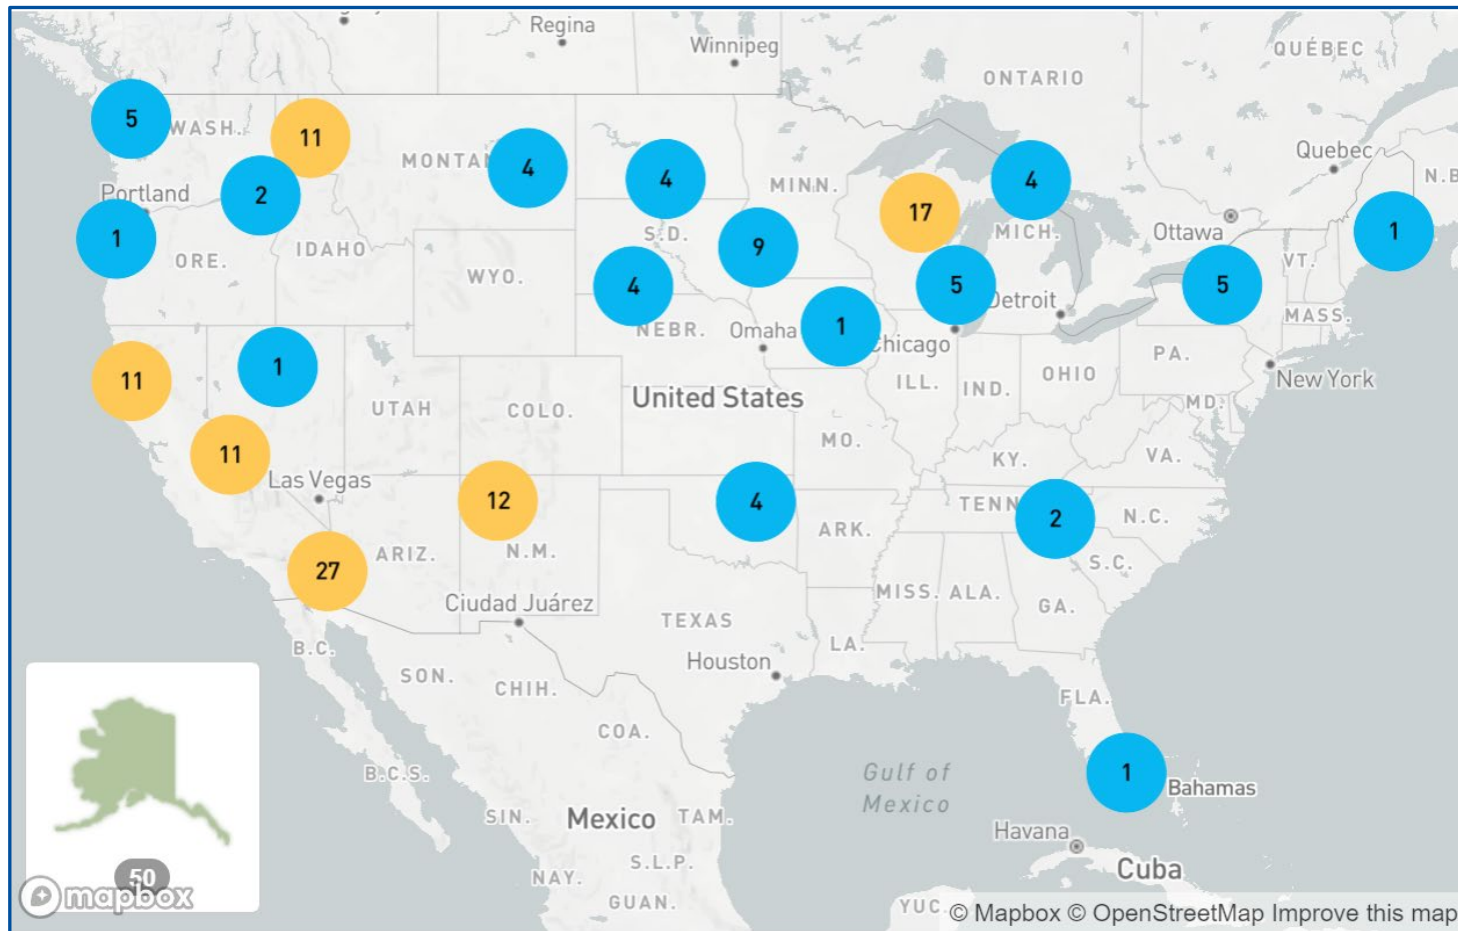 Regina
Winnipeg
QUÉBEC
ONTARIO
5
WASH.
11
MONTAN
4
4
MINN.
4
Quebec
N.B
Portland
2
17
Ottawa
1
1
ORE.
IDAHO
S.D.
9
MICH.
VT.
WYO.
4
5
Detroit
5
MASS.
NEBR.
Omaha
1
Chicago
PA.
11
1
UTAH
COLO.
United States
ILL.
IND.
OHIO
New York
MD.
11
Las Vegas
12
MO.
KY.
VA.
4
ARK.
TENN
2
N.C.
ARIZ.
N.M.
27
S.C.
Ciudad Juárez
MISS.
ALA.
GA.
TEXAS
B.C.
LA.
SON.
CHIH.
Houston
FLA.
COA.
B.C.S.
Gulf of
Mexico
1
Bahamas
SIN.
Mexico
TAM.
Havana
50
NAY.
S.L.P.
Cuba
mapbox
GUAN.
YUC.
© Mapbox © OpenStreetMap Improve this map